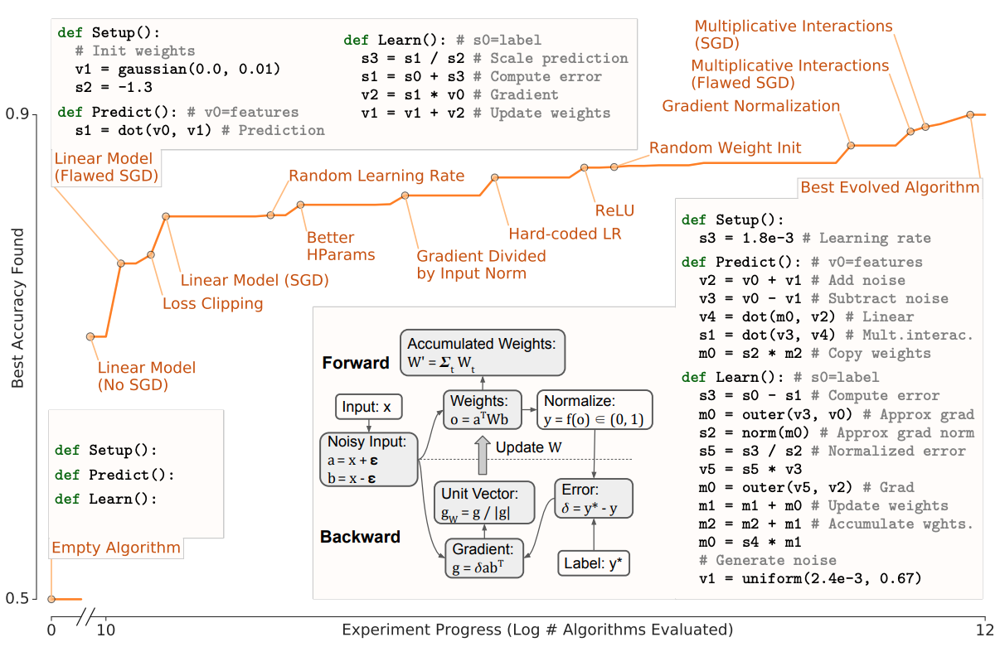 def Setup():
# Init weights
v1 = gaussian(0.0, 0.01)
s2 = -1.3
def Predict(): # v0=features
s1 = dot(v0, v1) # Prediction
def Learn(): # s0=label
s3 = s1 / s2 # Scale prediction
s1 = s0 + s3 # Compute error
v2 = s1 * v0 # Gradient
v1 = v1 + v2 # Update weights
Linear Model
(Flawed SGD)
Multiplicative Interactions
(SGD)
Multiplicative Interactions
(Flawed SGD)
Gradient Normalization
Random Weight Init
Random Learning Rate
ReLU
Hard-coded LR
Better
HParams
Gradient Divided
by Input Norm
Linear Model (SGD)
Loss Clipping
Linear Model
(No SGD)
Best Evolved Algorithm
def Setup():
s3 = 1.8e-3 # Learning rate
def Predict(): # v0=features
v2 = v0 + v1 # Add noise
v3 = v0 - v1 # Subtract noise
v4 = dot(m0, v2) # Linear
s1 = dot(v3, v4) # Mult.interac.
m0 = s2 * m2 # Copy weights
def Learn(): # s0=label
s3 = s0 - s1 # Compute error
m0 = outer(v3, v0) # Approx grad
s2 = norm(m0) # Approx grad norm
s5 = s3 / s2 # Normalized error
v5 = s5 * v3
m0 = outer(v5, v2) # Grad
m1 = m1 + m0 # Update weights
m2 = m2 + m1 # Accumulate wghts.
m0 = s4 * m1
# Generate noise
v1 = uniform(2.4e-3, 0.67)
Forward
Accumulated Weights:
W' = Σt Wt
Input: x
Weights:
o = aᵀWb
Normalize:
y = f(o) ∈ (0, 1)
Noisy Input:
a = x + ε
b = x - ε
Update W
Unit Vector:
gW = g / |g|
Error:
δ = y* - y
Backward
Gradient:
g = δabᵀ
Label: y*
def Setup():
def Predict():
def Learn():
Empty Algorithm
Best Accuracy Found
0.9
0.5
0
10
12
Experiment Progress (Log # Algorithms Evaluated)